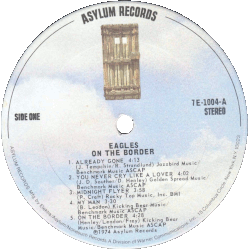 ASYLUM RECORDS
SIDE ONE
7E-1004-A
STEREO
EAGLES
ON THE BORDER
1. ALREADY GONE 4:13
(J. Tempchin-R. Strandlund) Jazzbird Music/
Benchmark Music ASCAP
2. YOU NEVER CRY LIKE A LOVER 4:02
(J. D. Souther-D. Henley) Golden Spread Music/
Benchmark Music ASCAP
3. MIDNIGHT FLYER 3:58
(P. Craft) Rocky Top Music, Inc. BMI
4. MY MAN 3:30
(B. Leadon) Kicking Bear Music/
Benchmark Music ASCAP
5. ON THE BORDER 4:28
(Henley/Leadon/Frey) Kicking Bear
Music/Benchmark Music ASCAP
℗1974 Asylum Records